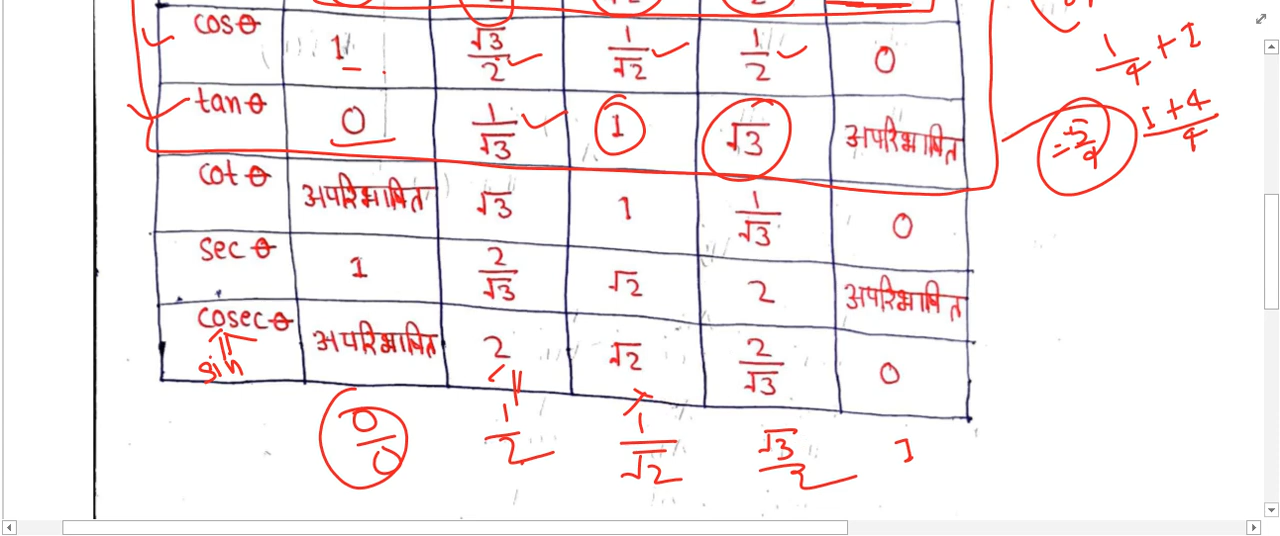 cosθ 1 √3/2 1/√2 1/2 0
1/4 + 1
tanθ 0 1/√3 1 √3 अपरिभाषित
= 5/4
1+4/4
cotθ अपरिभाषित √3 1 1/√3 0
secθ 1 2/√3 √2 2 अपरिभाषित
cosecθ अपरिभाषित 2 √2 2/√3 0
sin
0/0 1/2 1/√2 √3/2 1